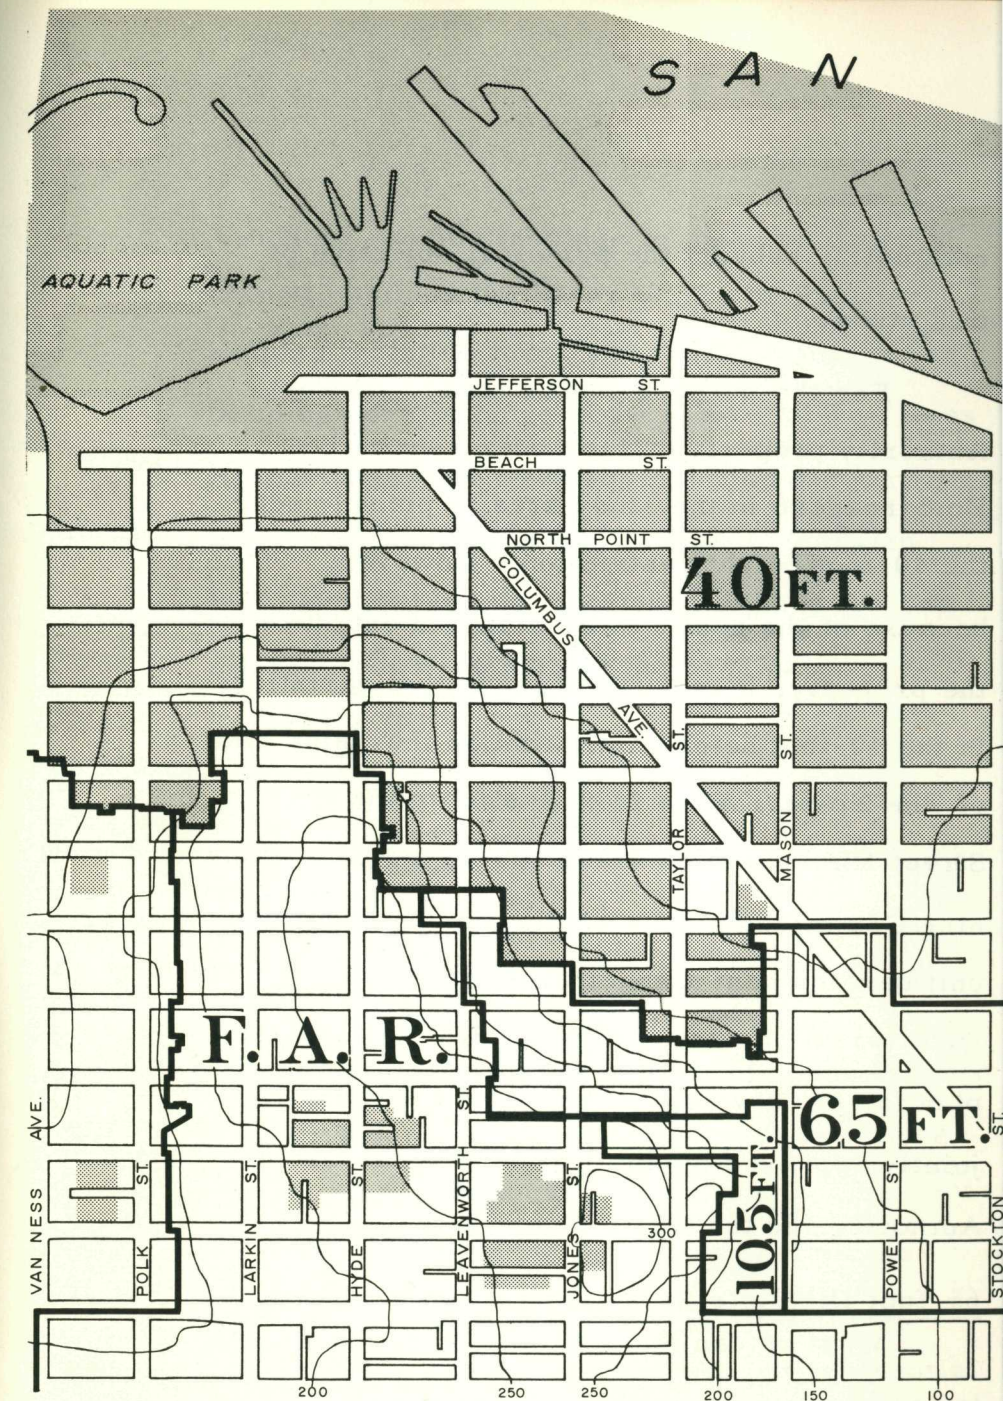 SAN
AQUATIC PARK
JEFFERSON ST.
BEACH ST.
NORTH POINT ST.
COLUMBUS AVE.
40 FT.
TAYLOR ST.
MASON ST.
F. A. R.
65 FT.
105 FT.
VAN NESS AVE.
POLK ST.
LARKIN ST.
HYDE ST.
LEAVENWORTH ST.
JONES ST.
POWELL ST.
STOCKTON ST.
300
200
250
250
200
150
100